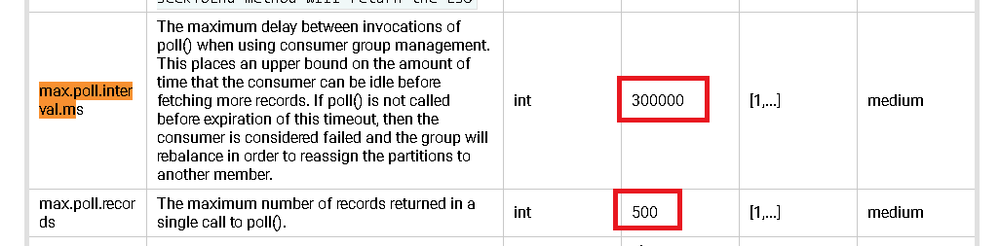 max.poll.inter
val.ms
The maximum delay between invocations of
poll() when using consumer group management.
This places an upper bound on the amount of
time that the consumer can be idle before
fetching more records. If poll() is not called
before expiration of this timeout, then the
consumer is considered failed and the group will
rebalance in order to reassign the partitions to
another member.
int
300000
[1,...]
medium
max.poll.recor
ds
The maximum number of records returned in a
single call to poll().
int
500
[1,...]
medium